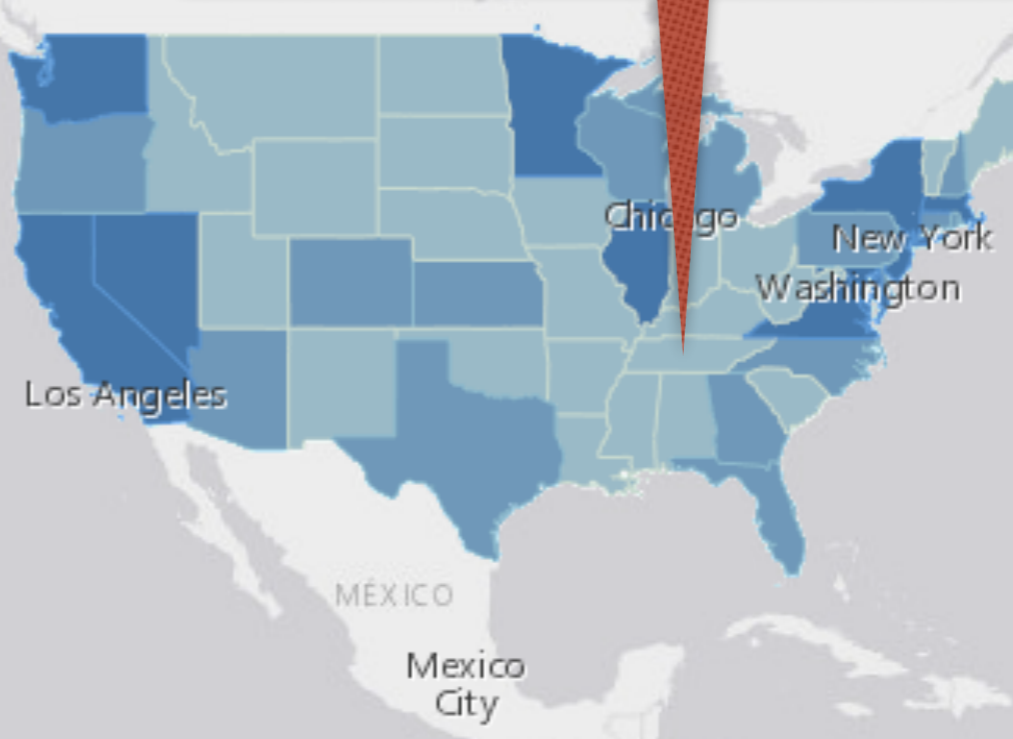 Chicago
New York
Washington
Los Angeles
MÉXICO
Mexico
City